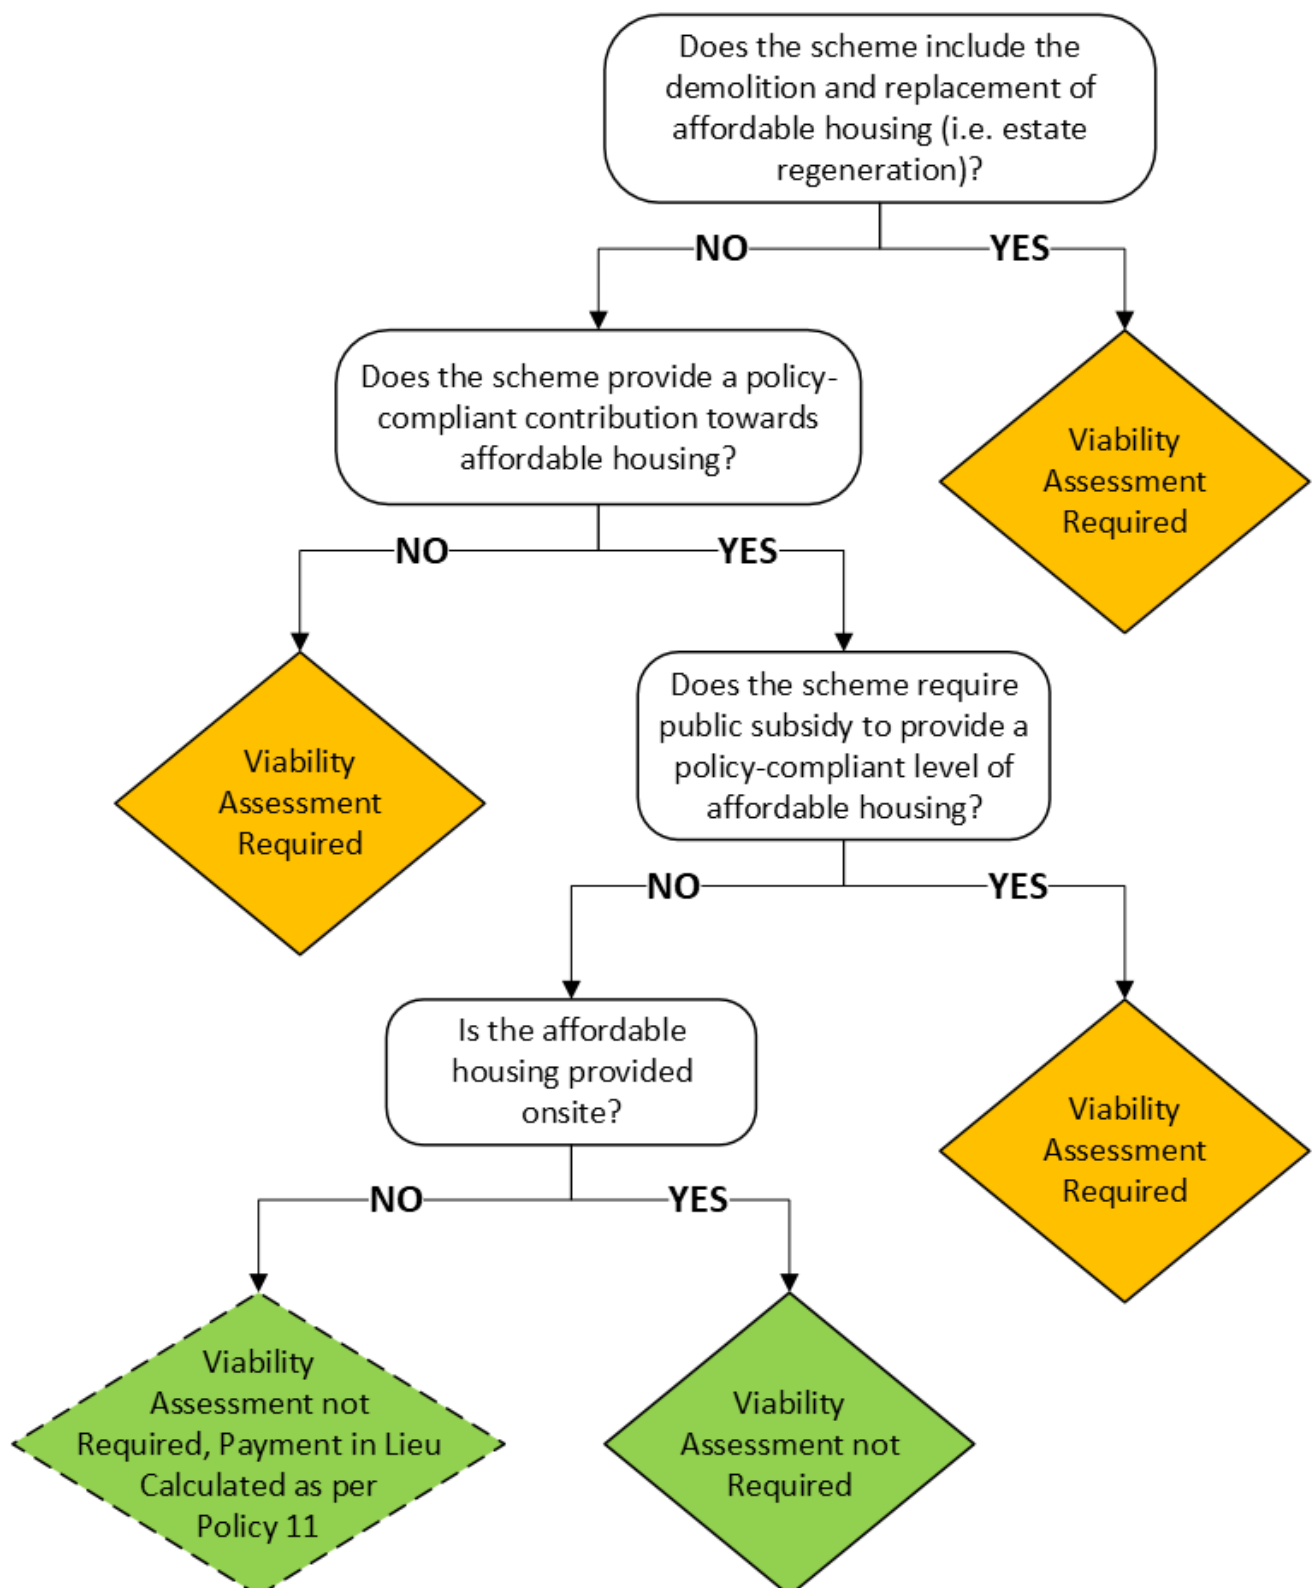 Does the scheme include the
demolition and replacement of
affordable housing (i.e. estate
regeneration)?
NO
YES
Does the scheme provide a policy-
compliant contribution towards
affordable housing?
Viability
Assessment
Required
NO
YES
Viability
Assessment
Required
Does the scheme require
public subsidy to provide a
policy-compliant level of
affordable housing?
NO
YES
Is the affordable
housing provided
onsite?
Viability
Assessment
Required
NO
YES
Viability
Assessment not
Required, Payment in Lieu
Calculated as per
Policy 11
Viability
Assessment not
Required